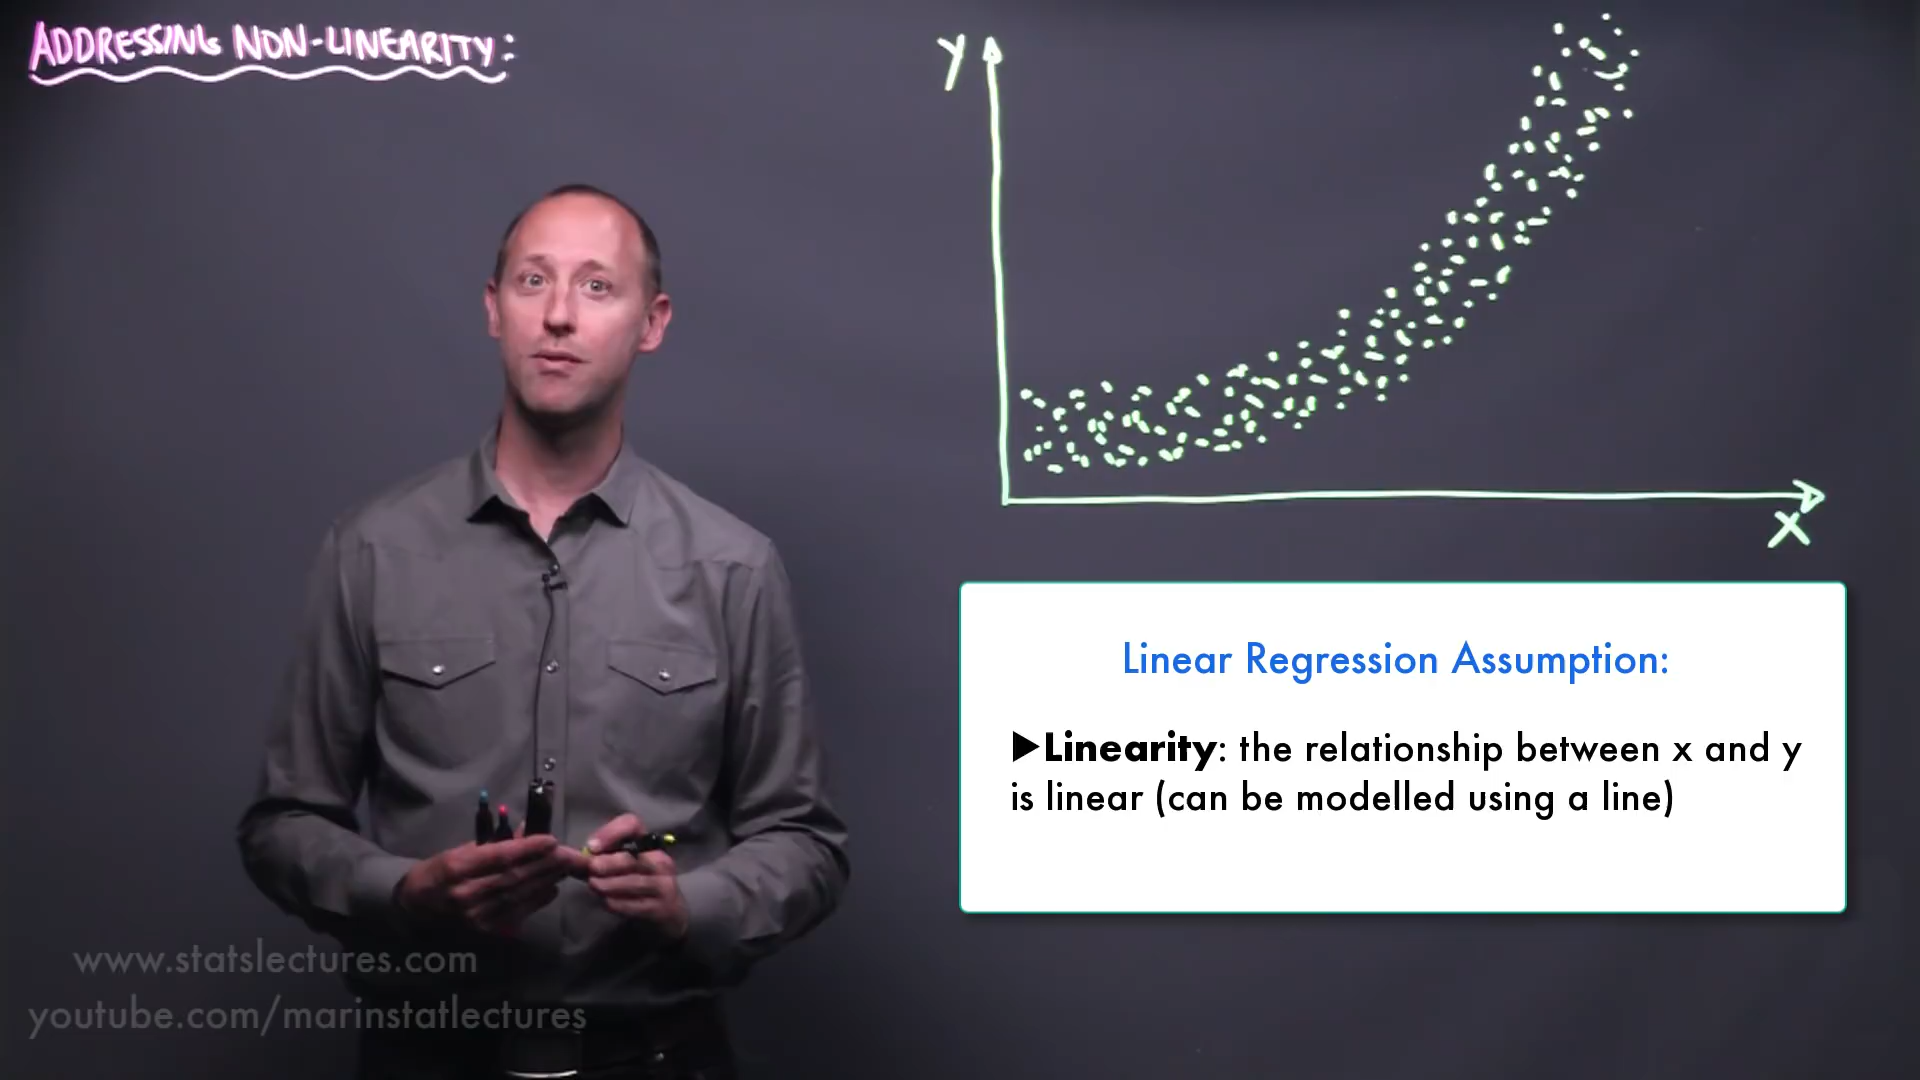 ADDRESSING NON-LINEARITY:
Y
X
Linear Regression Assumption:
▶Linearity: the relationship between x and y
is linear (can be modelled using a line)
www.statslectures.com
youtube.com/marinstatlectures